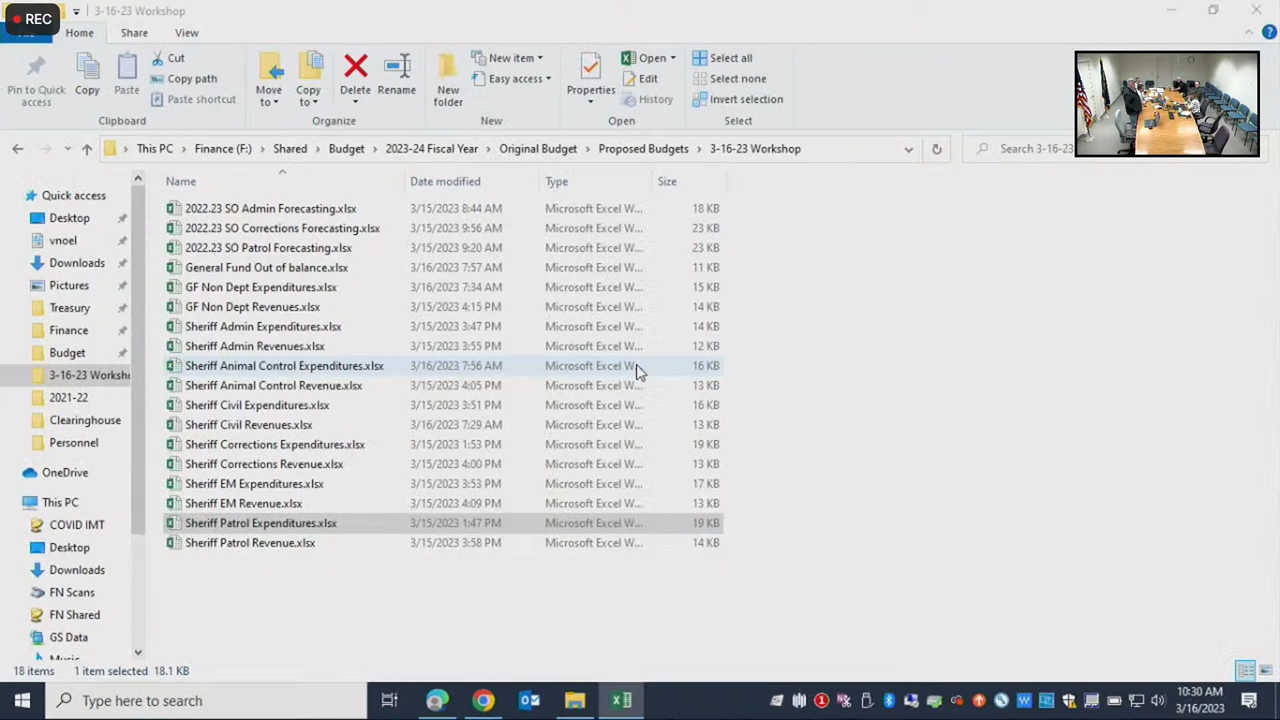 REC
3-16-23 Workshop
Home Share View
Pin to Quick access
Copy
Paste
Cut
Copy path
Paste shortcut
Clipboard
Move to
Copy to
Delete
Rename
Organize
New folder
New item
Easy access
New
Properties
Open
Edit
History
Open
Select all
Select none
Invert selection
Select
This PC > Finance (F:) > Shared > Budget > 2023-24 Fiscal Year > Original Budget > Proposed Budgets > 3-16-23 Workshop
Search 3-16-23
Name Date modified Type Size
2022.23 SO Admin Forecasting.xlsx 3/15/2023 8:44 AM Microsoft Excel W... 18 KB
2022.23 SO Corrections Forecasting.xlsx 3/15/2023 9:56 AM Microsoft Excel W... 23 KB
2022.23 SO Patrol Forecasting.xlsx 3/15/2023 9:20 AM Microsoft Excel W... 23 KB
General Fund Out of balance.xlsx 3/16/2023 7:57 AM Microsoft Excel W... 11 KB
GF Non Dept Expenditures.xlsx 3/16/2023 7:34 AM Microsoft Excel W... 15 KB
GF Non Dept Revenues.xlsx 3/15/2023 4:15 PM Microsoft Excel W... 14 KB
Sheriff Admin Expenditures.xlsx 3/15/2023 3:47 PM Microsoft Excel W... 14 KB
Sheriff Admin Revenues.xlsx 3/15/2023 3:55 PM Microsoft Excel W... 12 KB
Sheriff Animal Control Expenditures.xlsx 3/16/2023 7:56 AM Microsoft Excel W... 16 KB
Sheriff Animal Control Revenue.xlsx 3/15/2023 4:05 PM Microsoft Excel W... 13 KB
Sheriff Civil Expenditures.xlsx 3/15/2023 3:51 PM Microsoft Excel W... 16 KB
Sheriff Civil Revenues.xlsx 3/16/2023 7:29 AM Microsoft Excel W... 13 KB
Sheriff Corrections Expenditures.xlsx 3/15/2023 1:53 PM Microsoft Excel W... 19 KB
Sheriff Corrections Revenue.xlsx 3/15/2023 4:00 PM Microsoft Excel W... 13 KB
Sheriff EM Expenditures.xlsx 3/15/2023 3:53 PM Microsoft Excel W... 17 KB
Sheriff EM Revenue.xlsx 3/15/2023 4:09 PM Microsoft Excel W... 13 KB
Sheriff Patrol Expenditures.xlsx 3/15/2023 1:47 PM Microsoft Excel W... 19 KB
Sheriff Patrol Revenue.xlsx 3/15/2023 3:58 PM Microsoft Excel W... 14 KB
Quick access
Desktop
vnoel
Downloads
Pictures
Treasury
Finance
Budget
3-16-23 Worksho
2021-22
Clearinghouse
Personnel
OneDrive
This PC
COVID IMT
Desktop
Downloads
FN Scans
FN Shared
GS Data
Music
18 items 1 item selected 18.1 KB
Type here to search
10:30 AM
3/16/2023